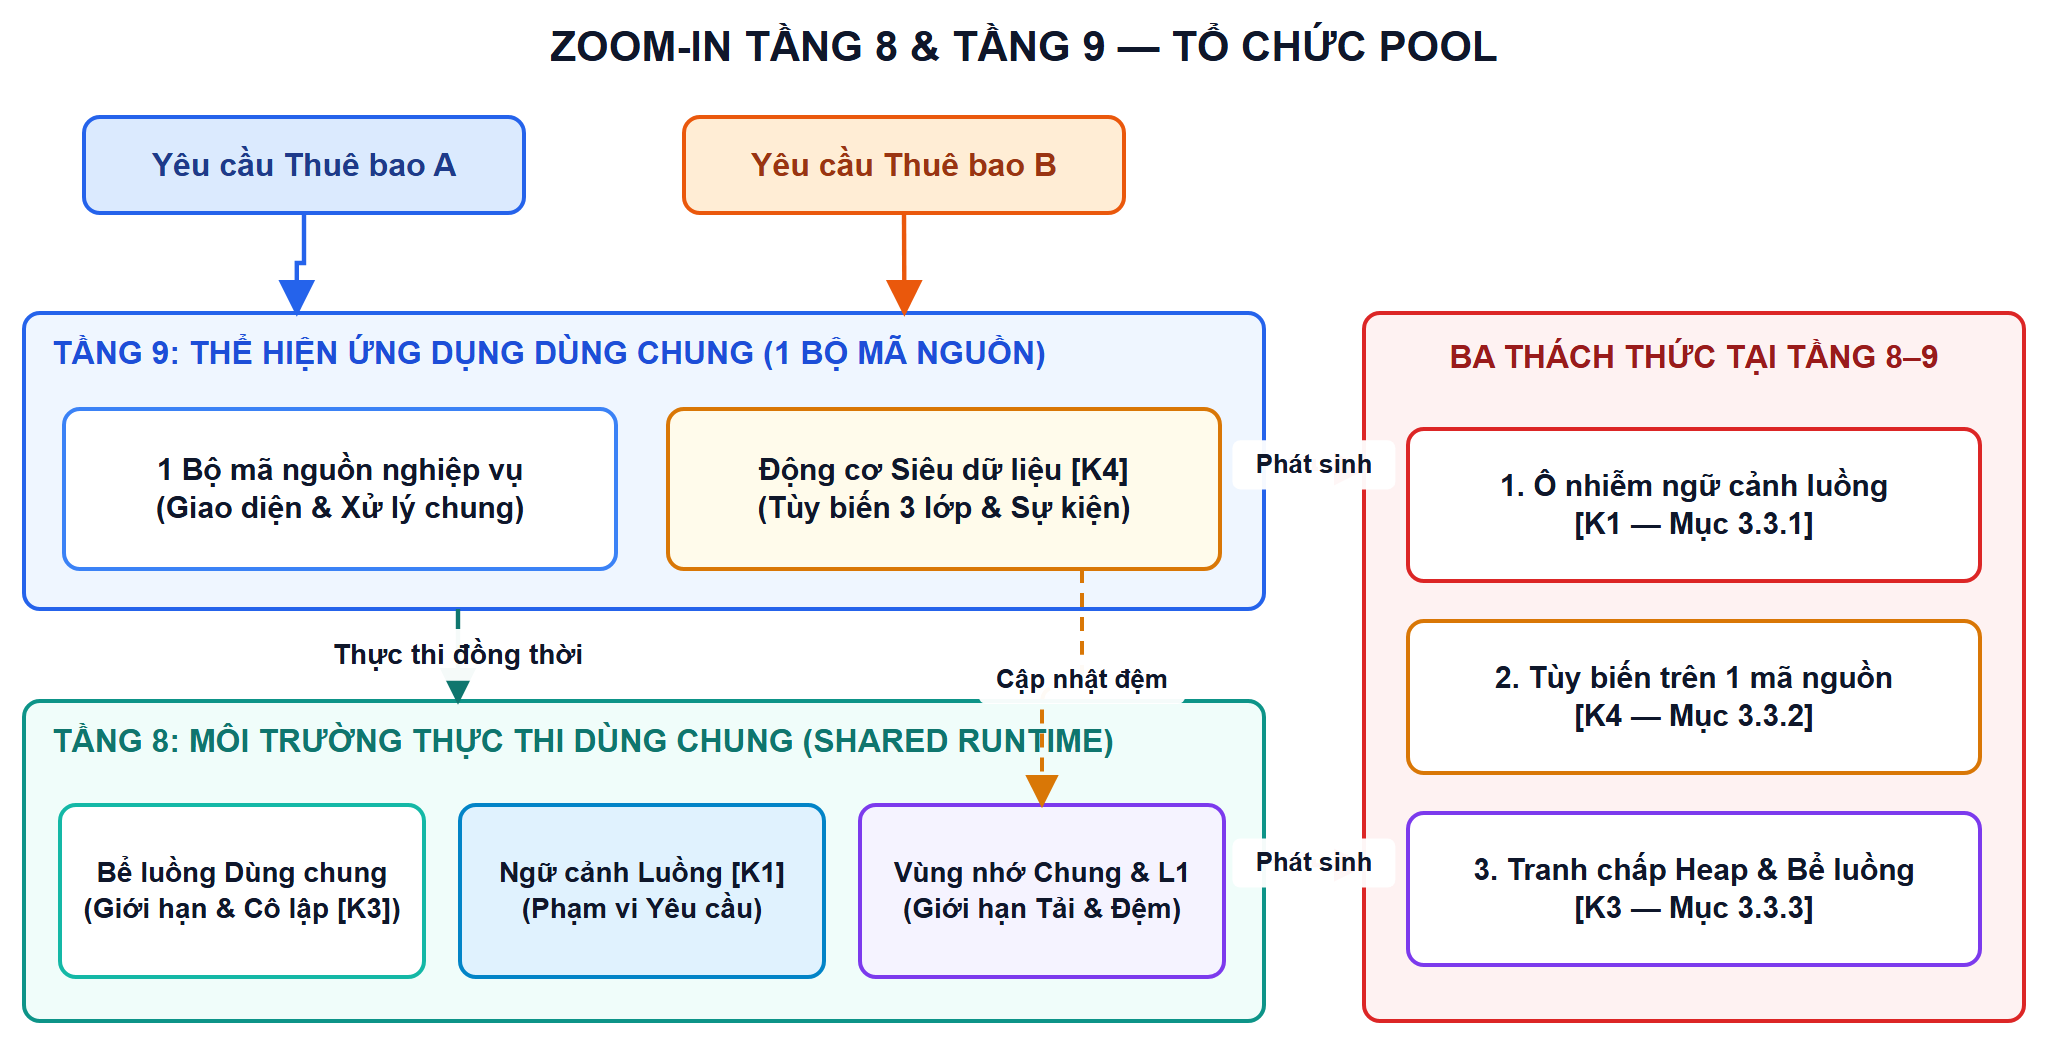 ZOOM-IN TẦNG 8 & TẦNG 9 — TỔ CHỨC POOL
Yêu cầu Thuê bao A
Yêu cầu Thuê bao B
TẦNG 9: THỂ HIỆN ỨNG DỤNG DÙNG CHUNG (1 BỘ MÃ NGUỒN)
1 Bộ mã nguồn nghiệp vụ
(Giao diện & Xử lý chung)
Động cơ Siêu dữ liệu [K4]
(Tùy biến 3 lớp & Sự kiện)
Phát sinh
Thực thi đồng thời
Cập nhật đệm
TẦNG 8: MÔI TRƯỜNG THỰC THI DÙNG CHUNG (SHARED RUNTIME)
Bể luồng Dùng chung
(Giới hạn & Cô lập [K3])
Ngữ cảnh Luồng [K1]
(Phạm vi Yêu cầu)
Vùng nhớ Chung & L1
(Giới hạn Tải & Đệm)
Phát sinh
BA THÁCH THỨC TẠI TẦNG 8–9
1. Ô nhiễm ngữ cảnh luồng
[K1 — Mục 3.3.1]
2. Tùy biến trên 1 mã nguồn
[K4 — Mục 3.3.2]
3. Tranh chấp Heap & Bể luồng
[K3 — Mục 3.3.3]